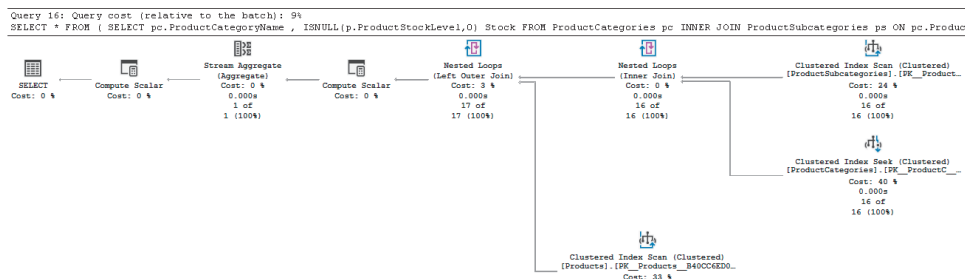 Query 16: Query cost (relative to the batch): 9%
SELECT * FROM ( SELECT pc.ProductCategoryName , ISNULL(p.ProductStockLevel,0) Stock FROM ProductCategories pc INNER JOIN ProductSubcategories ps ON pc.Produc
SELECT
Cost: 0 %
Compute Scalar
Cost: 0 %
Stream Aggregate
(Aggregate)
Cost: 0 %
0.000s
1 of
1 (100%)
Compute Scalar
Cost: 0 %
Nested Loops
(Left Outer Join)
Cost: 3 %
0.000s
17 of
17 (100%)
Nested Loops
(Inner Join)
Cost: 0 %
0.000s
16 of
16 (100%)
Clustered Index Scan (Clustered)
[ProductSubcategories].[PK__Product…
Cost: 24 %
0.000s
16 of
16 (100%)
Clustered Index Seek (Clustered)
[ProductCategories].[PK__ProductC__…
Cost: 40 %
0.000s
16 of
16 (100%)
Clustered Index Scan (Clustered)
[Products].[PK__Products__B40CC6ED0…
Cost: 33 %